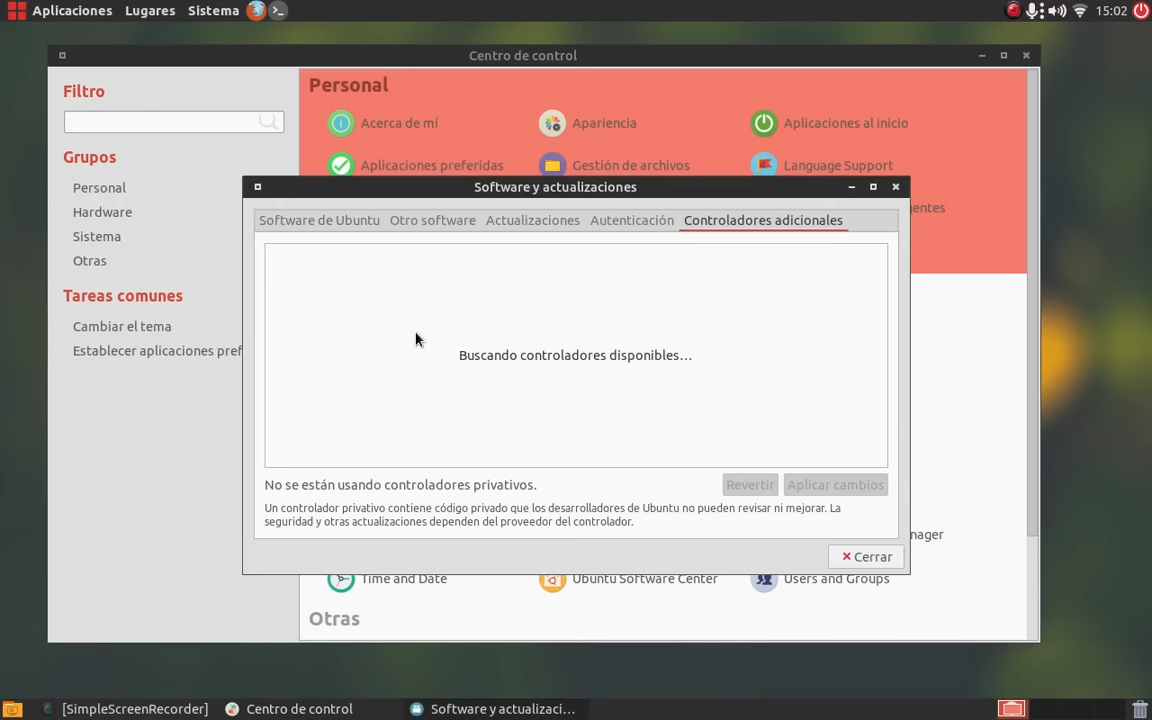 Aplicaciones Lugares Sistema
15:02
Centro de control
Filtro
Grupos
Personal
Hardware
Sistema
Otras
Tareas comunes
Cambiar el tema
Establecer aplicaciones pref
Personal
Acerca de mí
Apariencia
Aplicaciones al inicio
Aplicaciones preferidas
Gestión de archivos
Language Support
gentes
Software y actualizaciones
Software de Ubuntu
Otro software
Actualizaciones
Autenticación
Controladores adicionales
Buscando controladores disponibles…
No se están usando controladores privativos.
Revertir
Aplicar cambios
Un controlador privativo contiene código privado que los desarrolladores de Ubuntu no pueden revisar ni mejorar. La
seguridad y otras actualizaciones dependen del proveedor del controlador.
Cerrar
nager
Time and Date
Ubuntu Software Center
Users and Groups
Otras
[SimpleScreenRecorder]
Centro de control
Software y actualizaci…